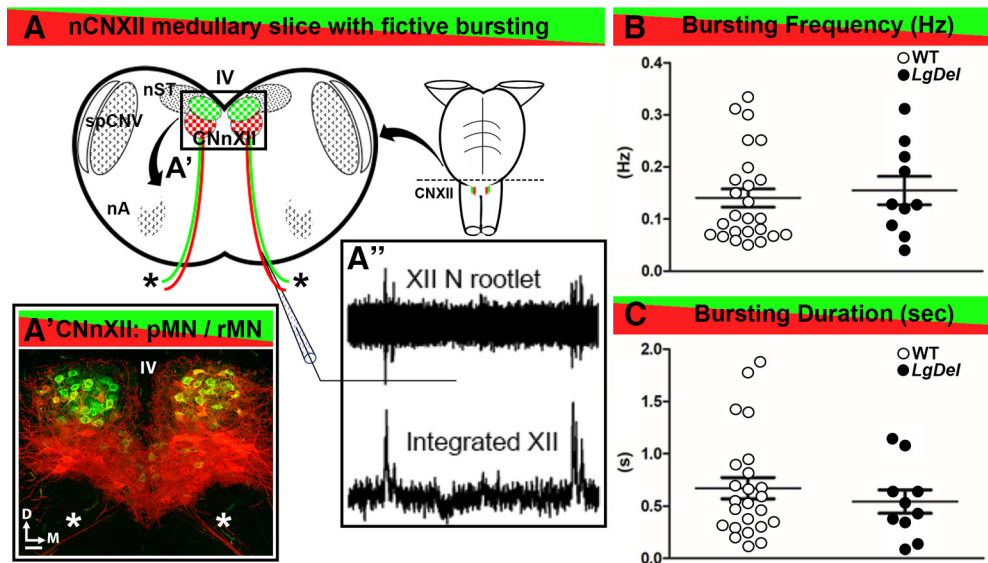 A nCNXII medullary slice with fictive bursting
IV
nST
spCNV
CNnXII
A'
nA
* *
CNXII
A'CNnXII: pMN / rMN
IV
D
M
* *
A"
XII N rootlet
Integrated XII
B Bursting Frequency (Hz)
WT
LgDel
(Hz)
0.4
0.3
0.2
0.1
0.0
C Bursting Duration (sec)
WT
LgDel
(s)
2.0
1.5
1.0
0.5
0.0